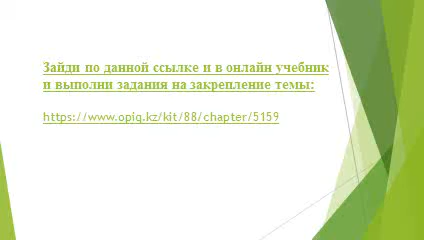 Зайди по данной ссылке и в онлайн учебник
и выполни задания на закрепление темы:
https://www.opiq.kz/kit/88/chapter/5159